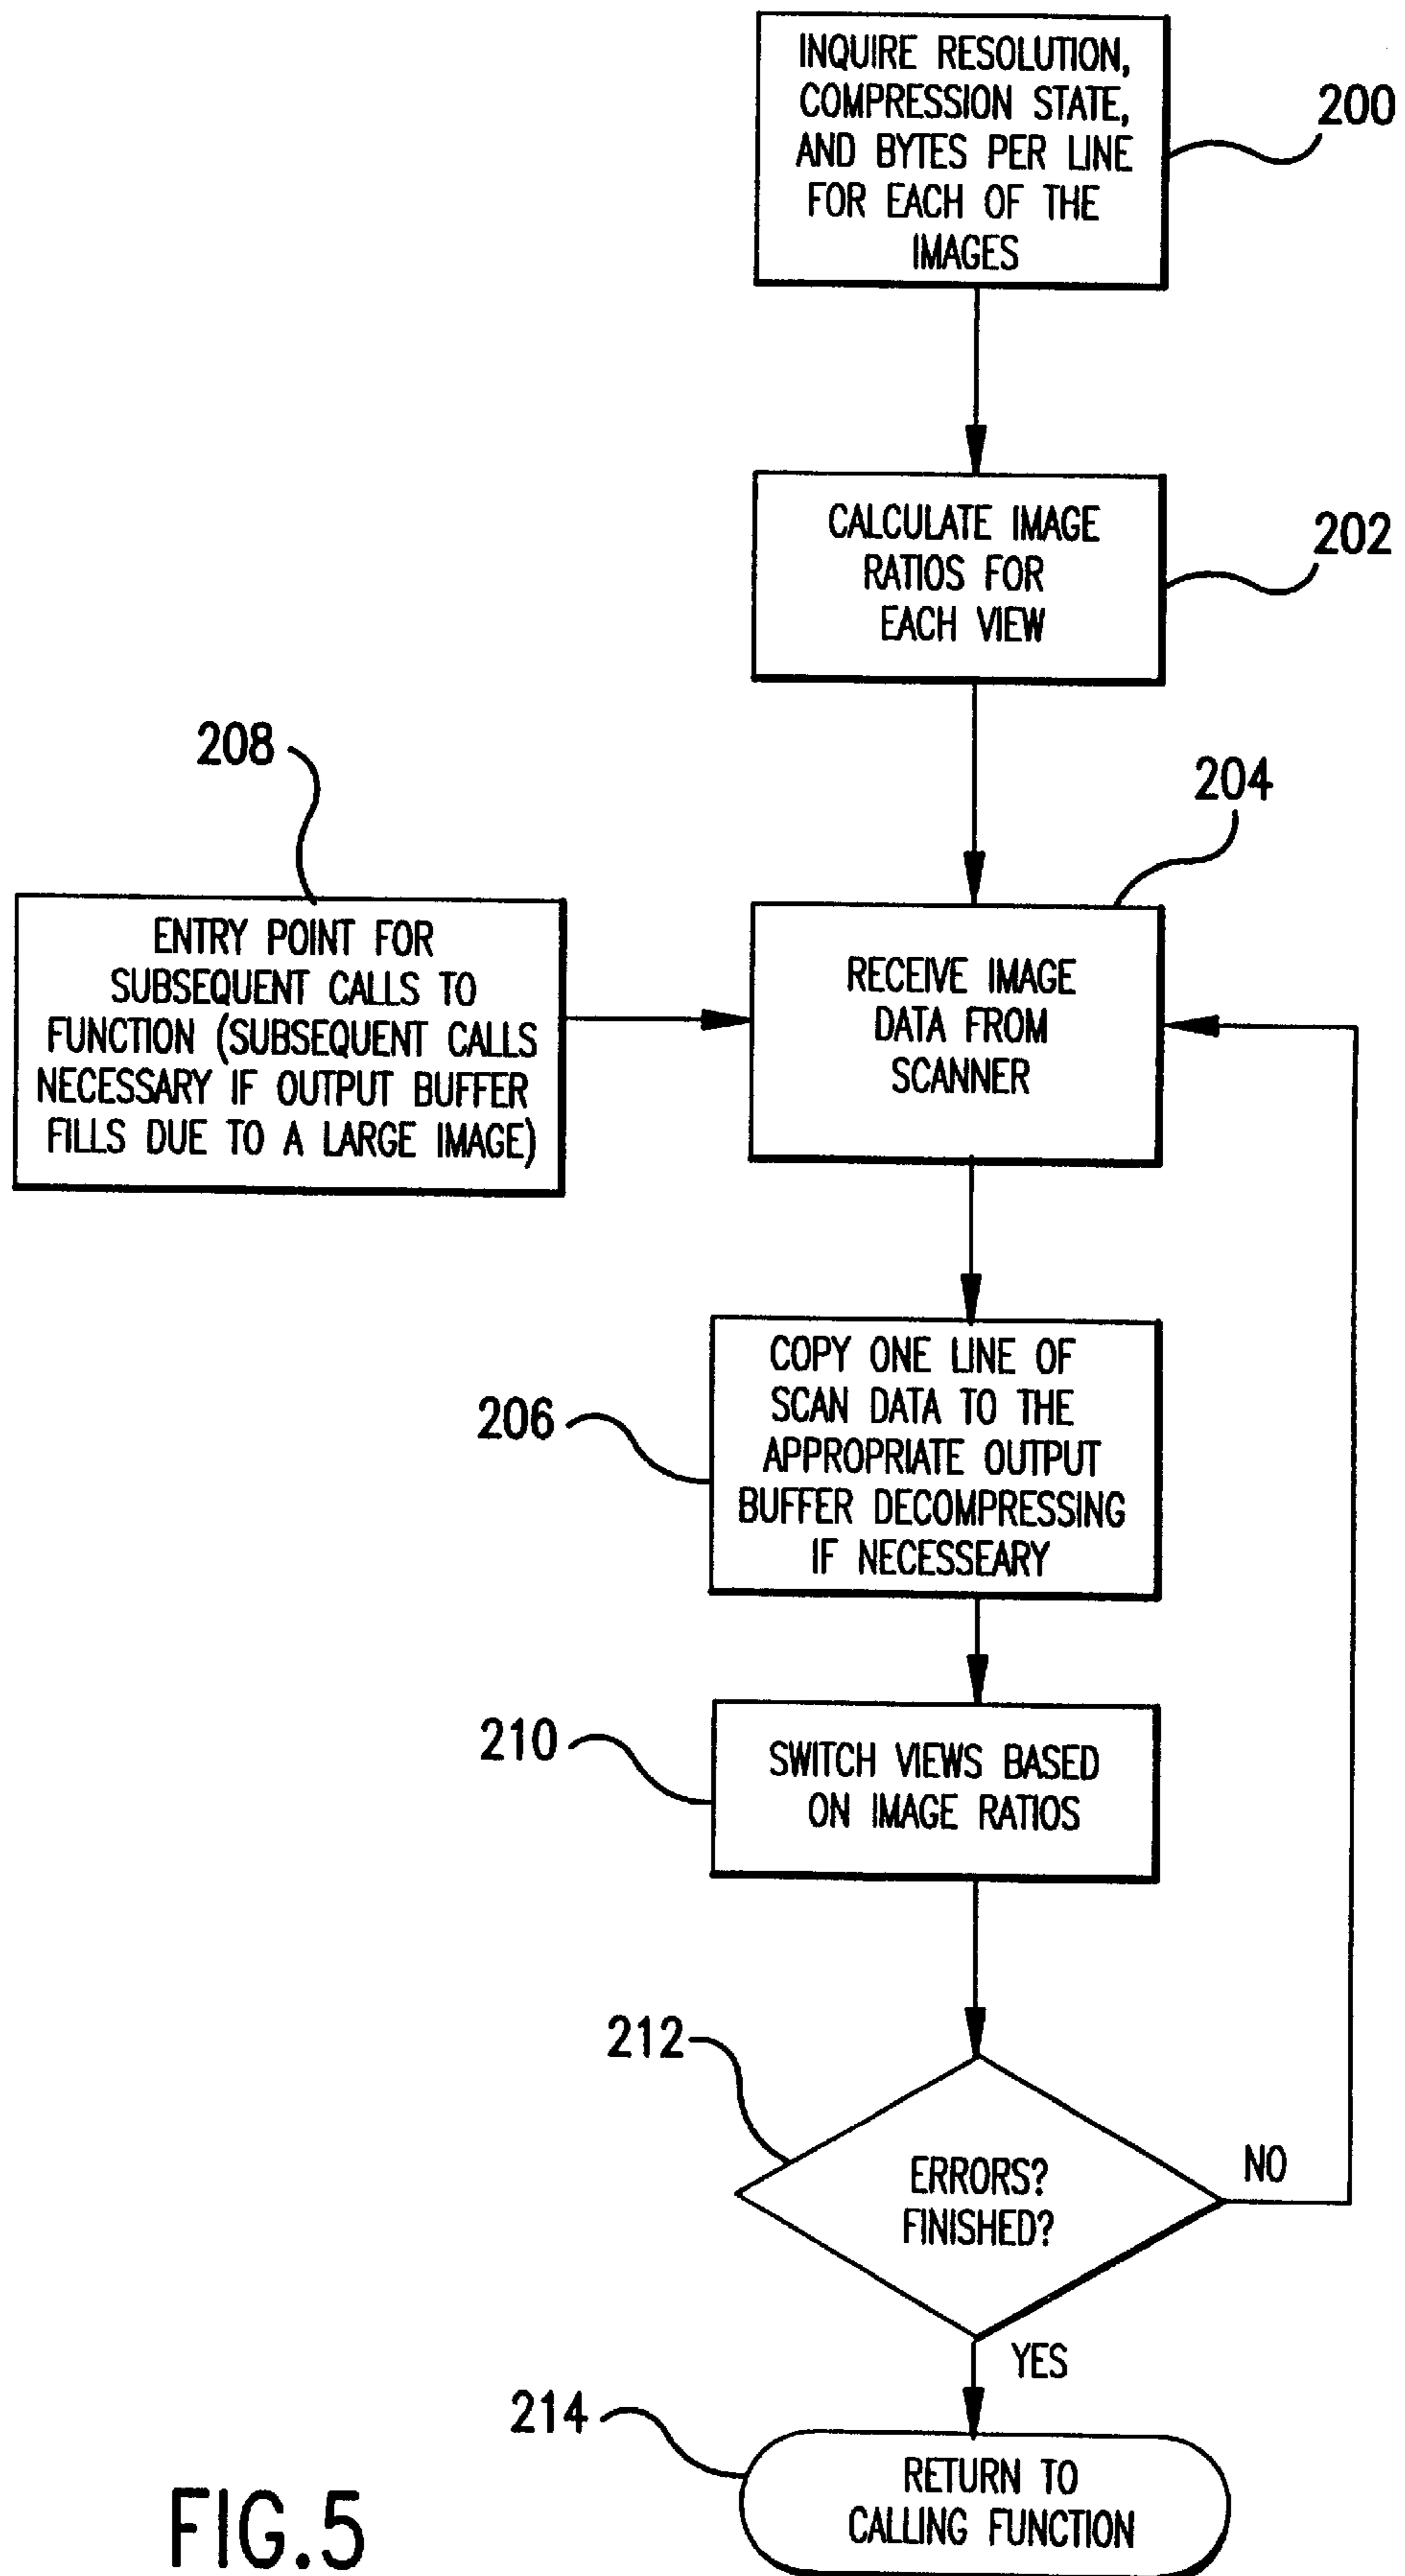 INQUIRE RESOLUTION,
COMPRESSION STATE,
AND BYTES PER LINE
FOR EACH OF THE
IMAGES
200
CALCULATE IMAGE
RATIOS FOR
EACH VIEW
202
208
204
ENTRY POINT FOR
SUBSEQUENT CALLS TO
FUNCTION (SUBSEQUENT CALLS
NECESSARY IF OUTPUT BUFFER
FILLS DUE TO A LARGE IMAGE)
RECEIVE IMAGE
DATA FROM
SCANNER
206
COPY ONE LINE OF
SCAN DATA TO THE
APPROPRIATE OUTPUT
BUFFER DECOMPRESSING
IF NECESSEARY
210
SWITCH VIEWS BASED
ON IMAGE RATIOS
212
ERRORS?
FINISHED?
NO
YES
214
RETURN TO
CALLING FUNCTION
FIG.5